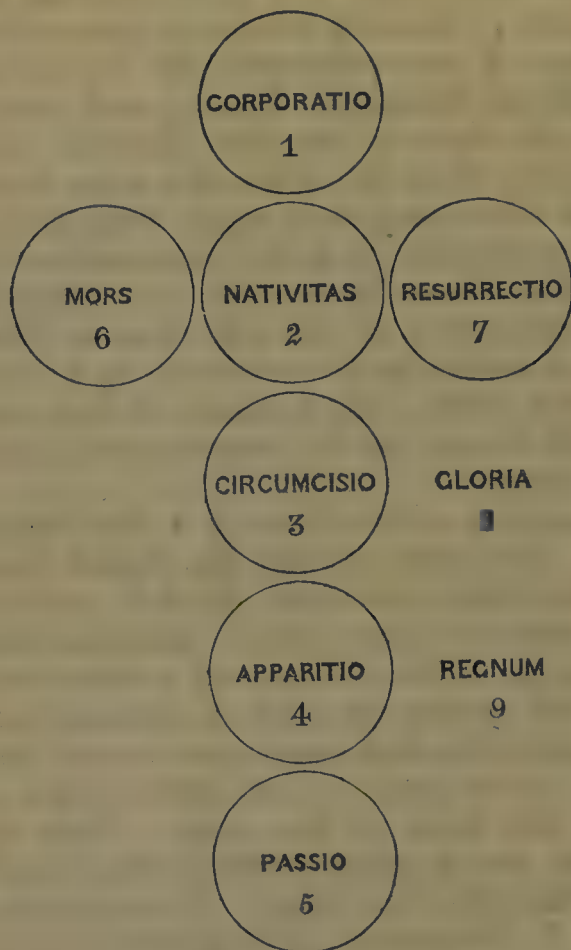 CORPORATIO
1
MORS NATIVITAS RESURRECTIO
6 2 7
CIRCUMCISIO GLORIA
3
APPARITIO REGNUM
4 9
PASSIO
5